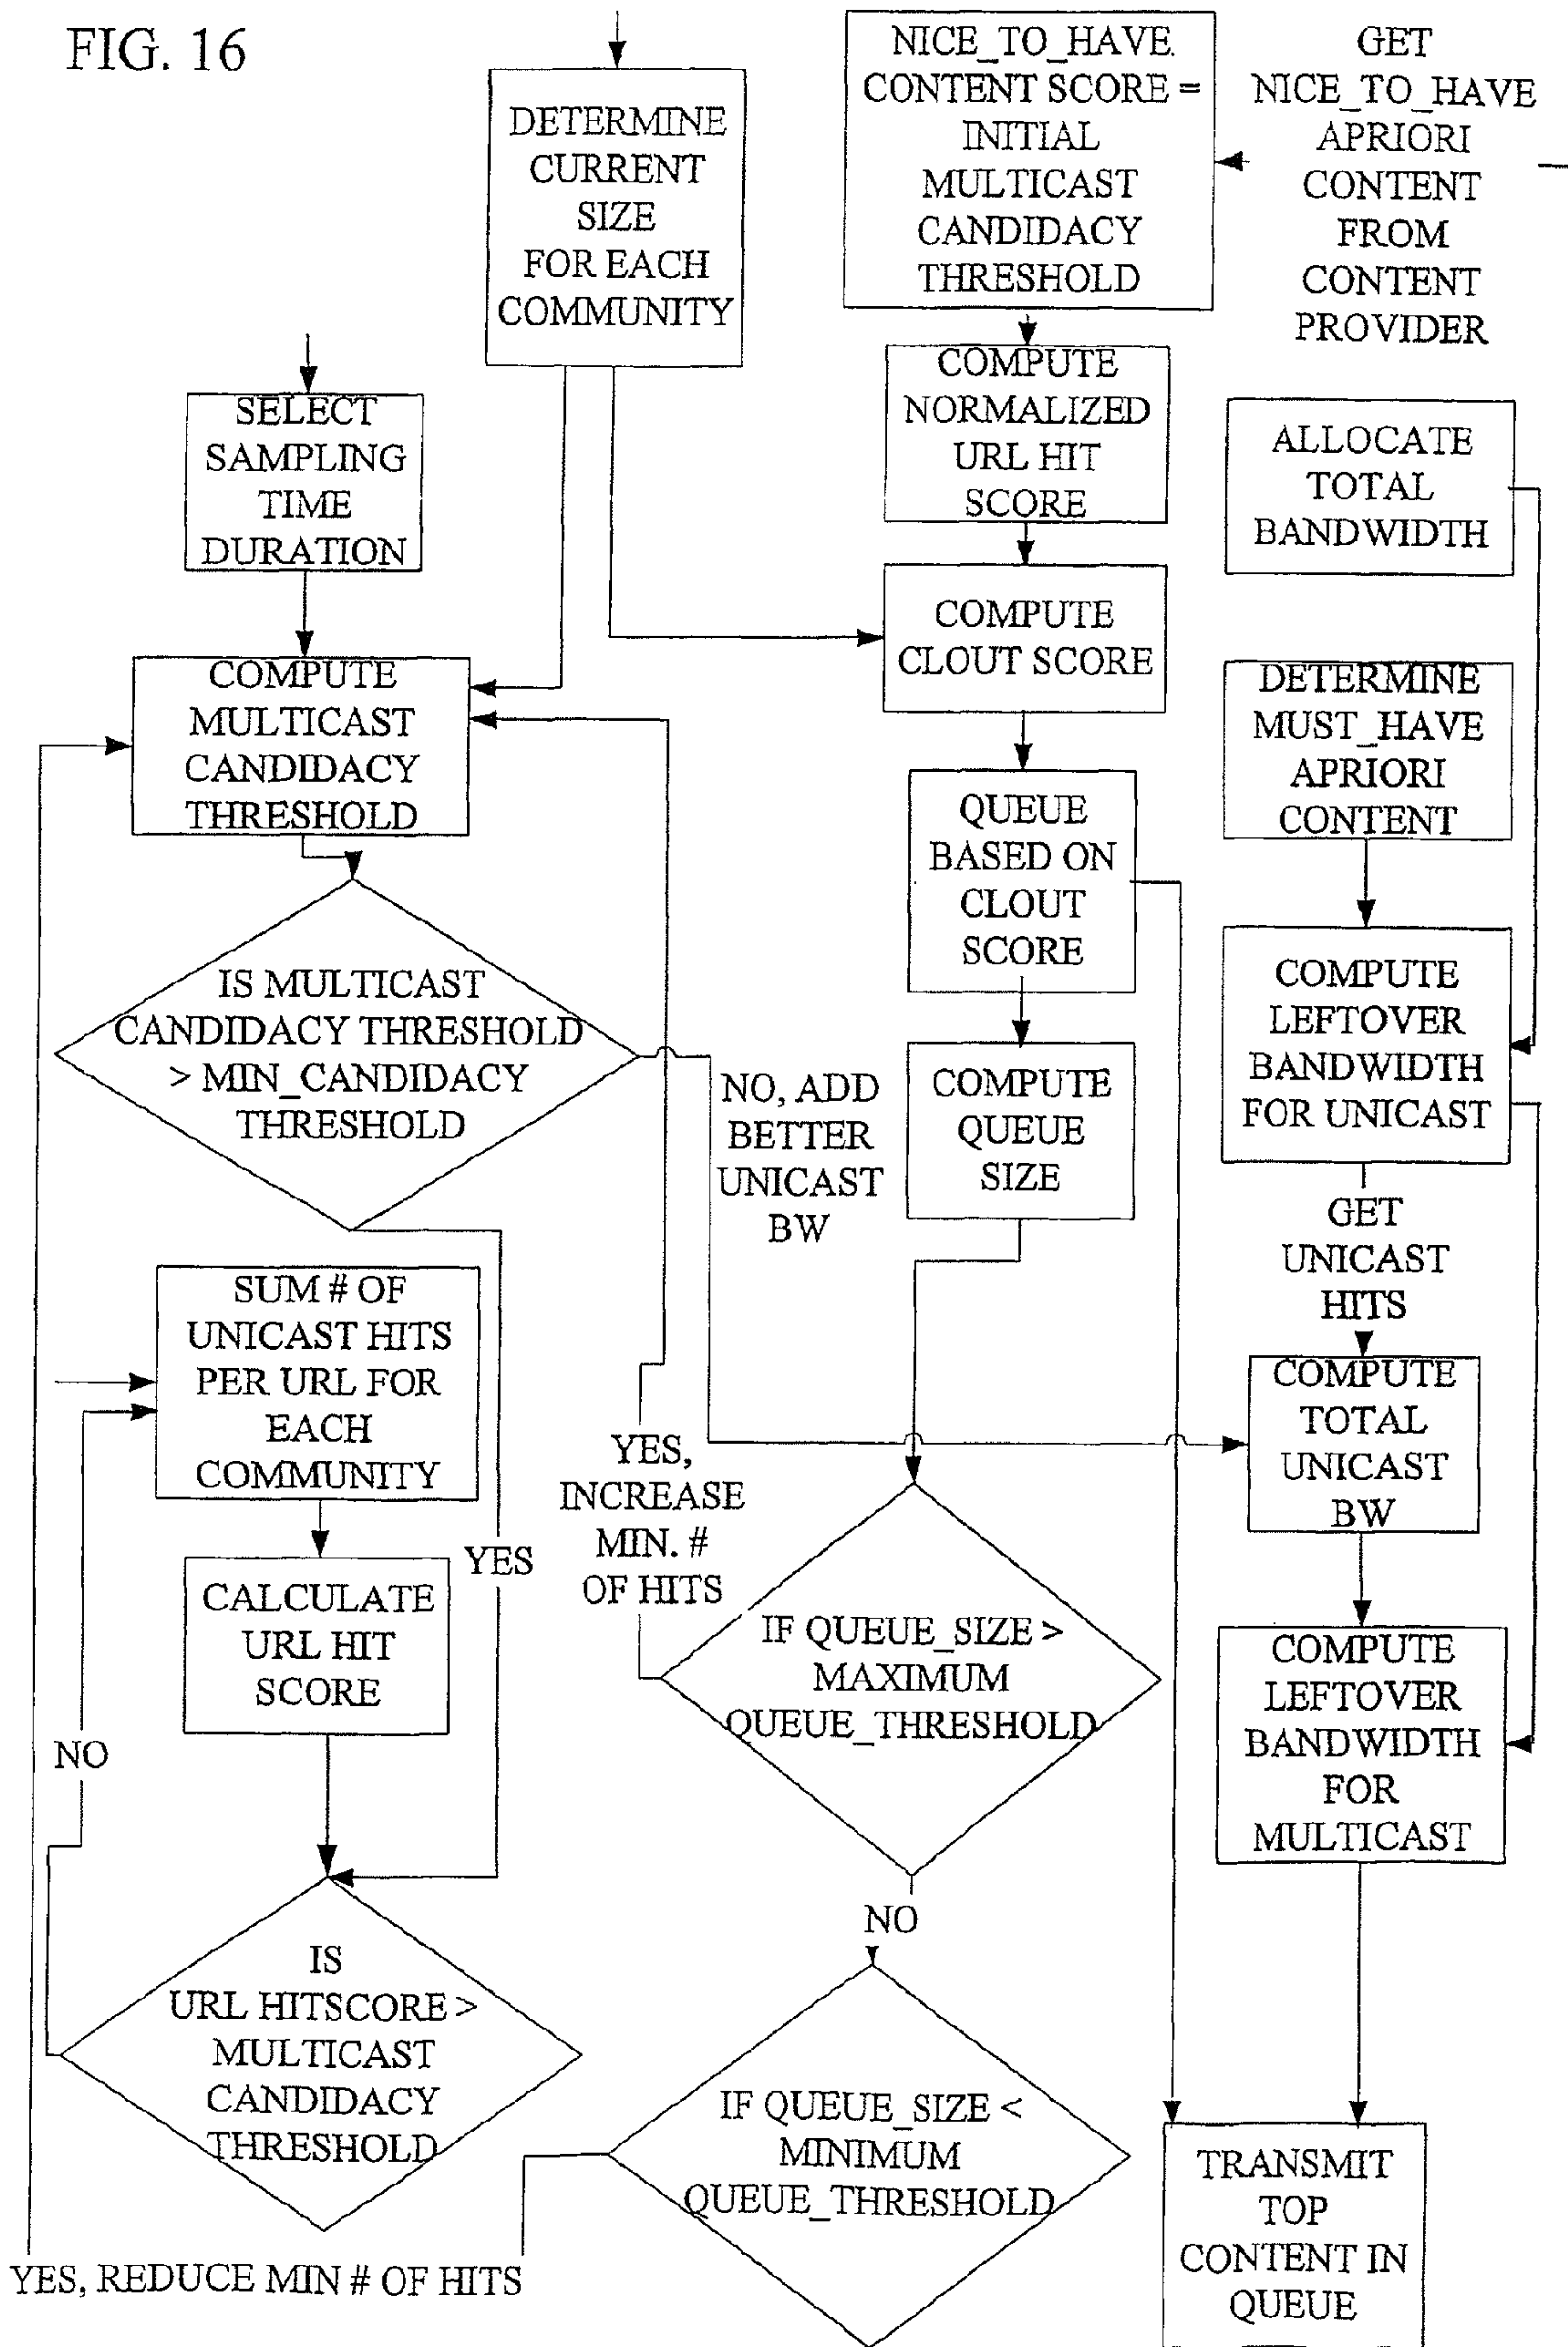 FIG. 16
DETERMINE
CURRENT
SIZE
FOR EACH
COMMUNITY
NICE_TO_HAVE.
CONTENT SCORE =
INITIAL
MULTICAST
CANDIDACY
THRESHOLD
GET
NICE_TO_HAVE
APRIORI
CONTENT
FROM
CONTENT
PROVIDER
SELECT
SAMPLING
TIME
DURATION
COMPUTE
NORMALIZED
URL HIT
SCORE
ALLOCATE
TOTAL
BANDWIDTH
COMPUTE
MULTICAST
CANDIDACY
THRESHOLD
COMPUTE
CLOUT SCORE
DETERMINE
MUST_HAVE
APRIORI
CONTENT
QUEUE
BASED ON
CLOUT
SCORE
IS MULTICAST
CANDIDACY THRESHOLD
> MIN_CANDIDACY
THRESHOLD
NO, ADD
BETTER
UNICAST
BW
COMPUTE
QUEUE
SIZE
COMPUTE
LEFTOVER
BANDWIDTH
FOR UNICAST
GET
UNICAST
HITS
SUM # OF
UNICAST HITS
PER URL FOR
EACH
COMMUNITY
COMPUTE
TOTAL
UNICAST
BW
YES,
INCREASE
MIN. #
OF HITS
YES
CALCULATE
URL HIT
SCORE
IF QUEUE_SIZE >
MAXIMUM
QUEUE_THRESHOLD
COMPUTE
LEFTOVER
BANDWIDTH
FOR
MULTICAST
NO
NO
IS
URL HITSCORE >
MULTICAST
CANDIDACY
THRESHOLD
IF QUEUE_SIZE <
MINIMUM
QUEUE_THRESHOLD
TRANSMIT
TOP
CONTENT IN
QUEUE
YES, REDUCE MIN # OF HITS